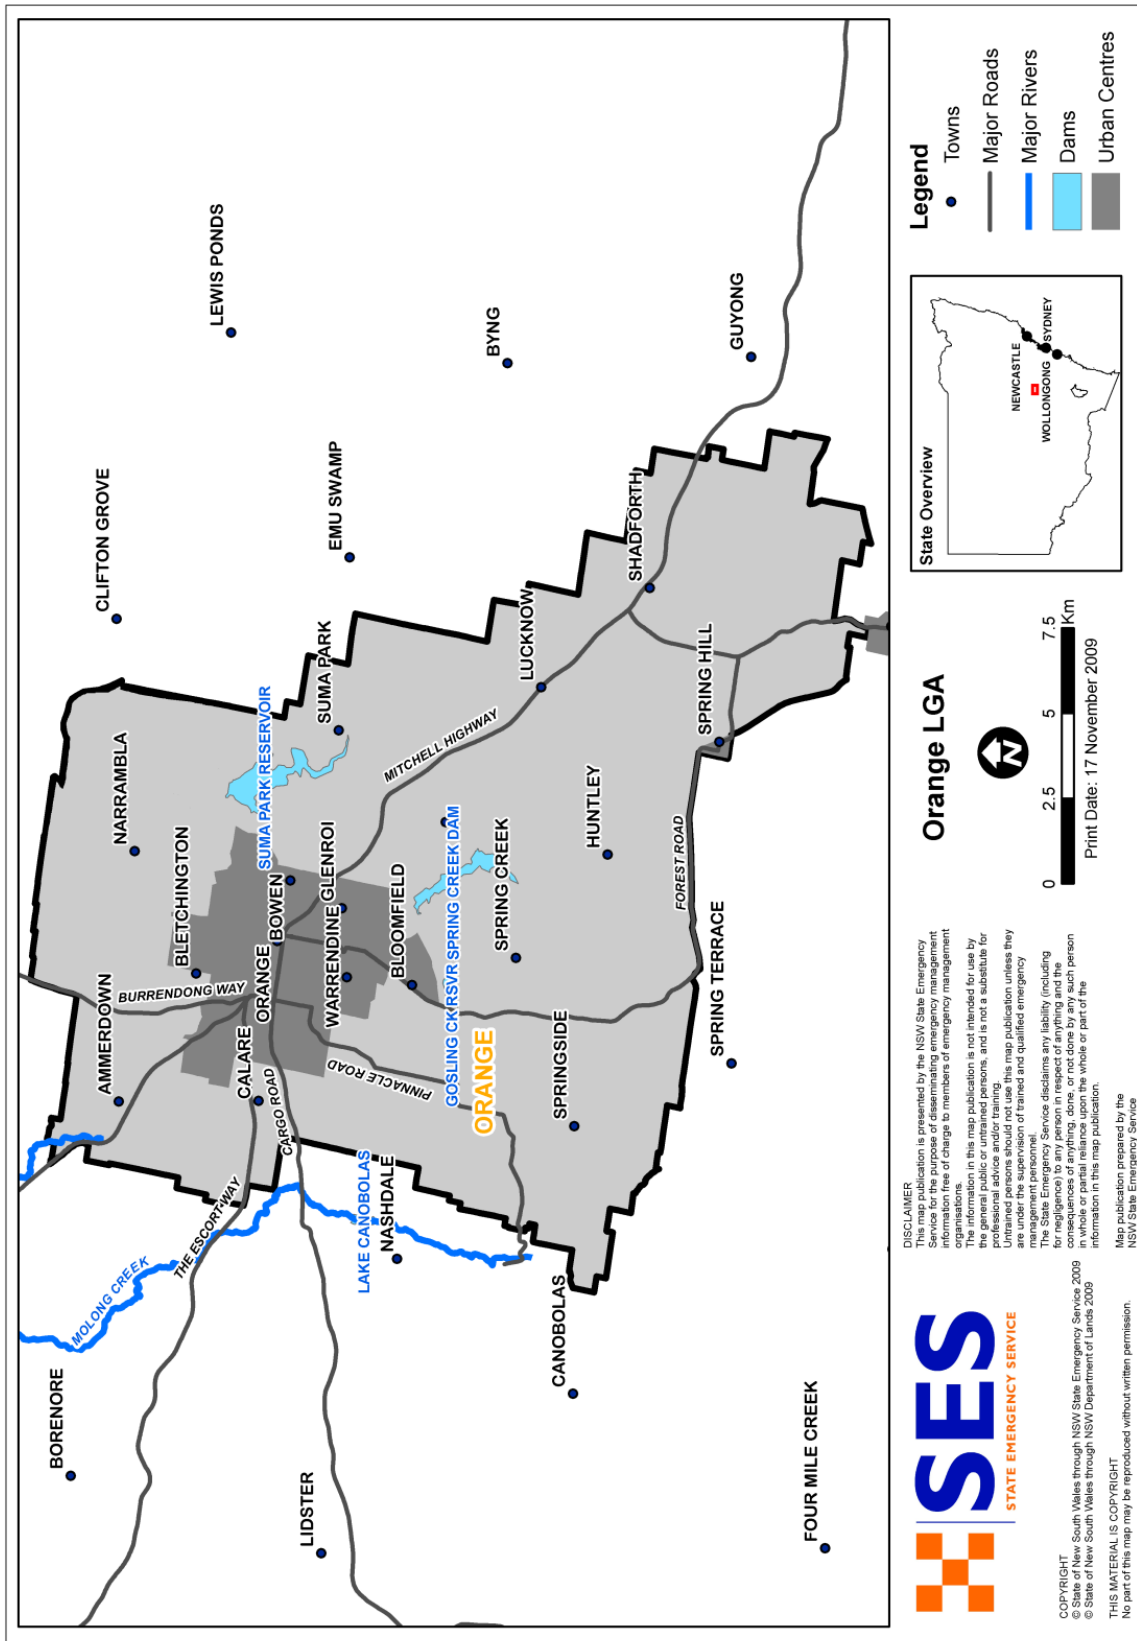 CLIFTON GROVE
LEWIS PONDS
BORENORE
AMMERDOWN
NARRAMBLA
BLETCHINGTON
MOLONG CREEK
BURRENDONG WAY
THE ESCORT WAY
CALARE
ORANGE
BOWEN
SUMA PARK RESERVOIR
SUMA PARK
EMU SWAMP
CARGO ROAD
LIDSTER
LAKE CANOBOLAS
NASHDALE
PINNACLE ROAD
WARRENDINE
GLENROI
BLOOMFIELD
MITCHELL HIGHWAY
BYNG
GOSLING CK RSVR
SPRING CREEK DAM
ORANGE
SPRING CREEK
LUCKNOW
CANOBOLAS
SPRINGSIDE
HUNTLEY
SHADFORTH
FOREST ROAD
SPRING HILL
SPRING TERRACE
GUYONG
FOUR MILE CREEK
SES
STATE EMERGENCY SERVICE
COPYRIGHT
© State of New South Wales through NSW State Emergency Service 2009
© State of New South Wales through NSW Department of Lands 2009
THIS MATERIAL IS COPYRIGHT
No part of this map may be reproduced without written permission.
DISCLAIMER
This map publication is presented by the NSW State Emergency
Service for the purpose of disseminating emergency management
information free of charge to members of emergency management
organisations.
The information in this map publication is not intended for use by
the general public or untrained persons, and is not a substitute for
professional advice and/or training.
Untrained persons should not use this map publication unless they
are under the supervision of trained and qualified emergency
management personnel.
The State Emergency Service disclaims any liability (including
for negligence) to any person in respect of anything and the
consequences of anything, done, or not done by any such person
in whole or partial reliance upon the whole or part of the
information in this map publication.
Map publication prepared by the
NSW State Emergency Service
Orange LGA
N
0 2.5 5 7.5
Km
Print Date: 17 November 2009
State Overview
NEWCASTLE
SYDNEY
WOLLONGONG
Legend
Towns
Major Roads
Major Rivers
Dams
Urban Centres